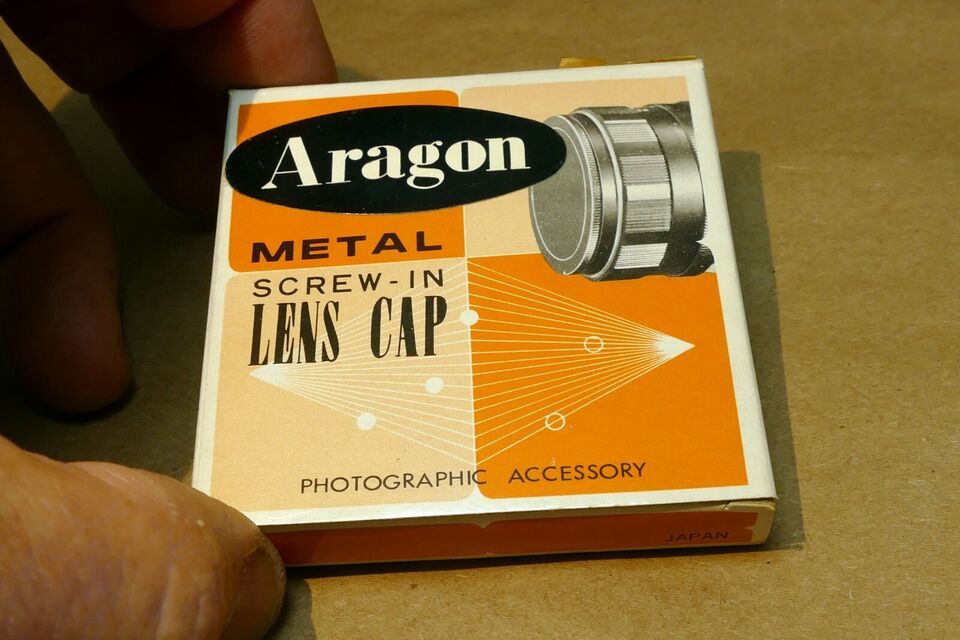 Aragon
METAL
SCREW-IN
LENS CAP
PHOTOGRAPHIC ACCESSORY
JAPAN